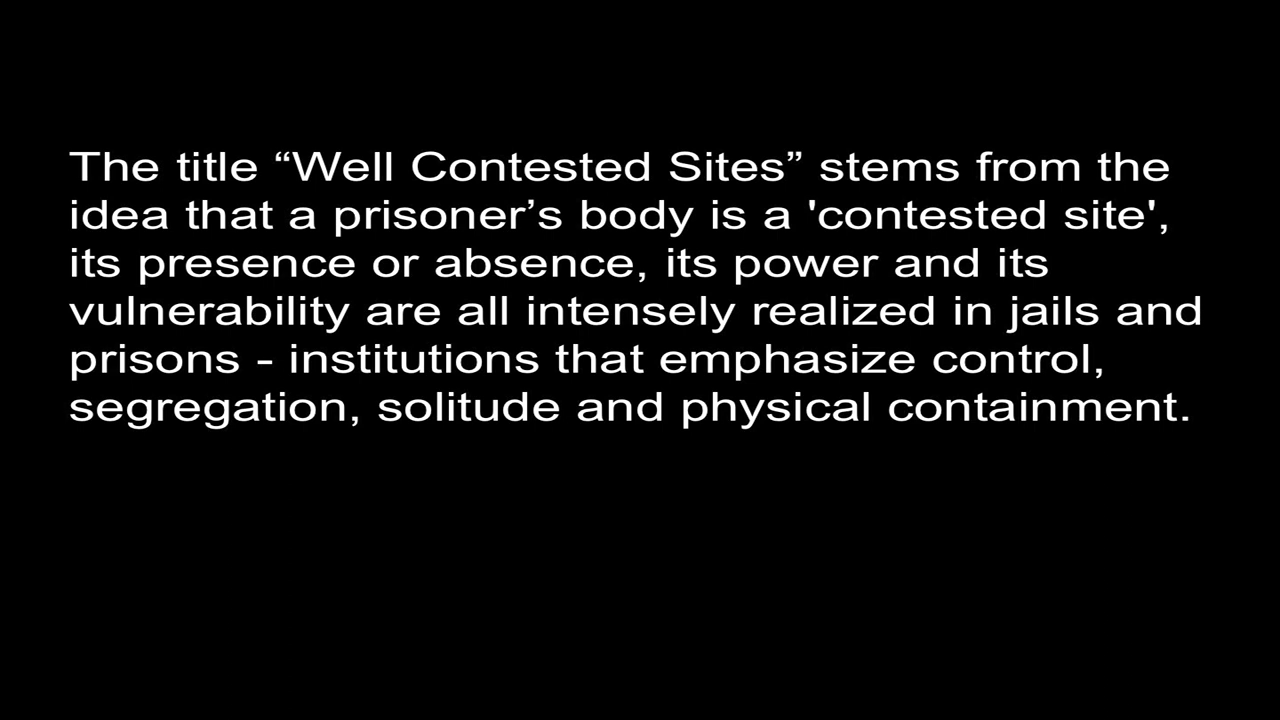 The title “Well Contested Sites” stems from the
idea that a prisoner’s body is a 'contested site',
its presence or absence, its power and its
vulnerability are all intensely realized in jails and
prisons - institutions that emphasize control,
segregation, solitude and physical containment.